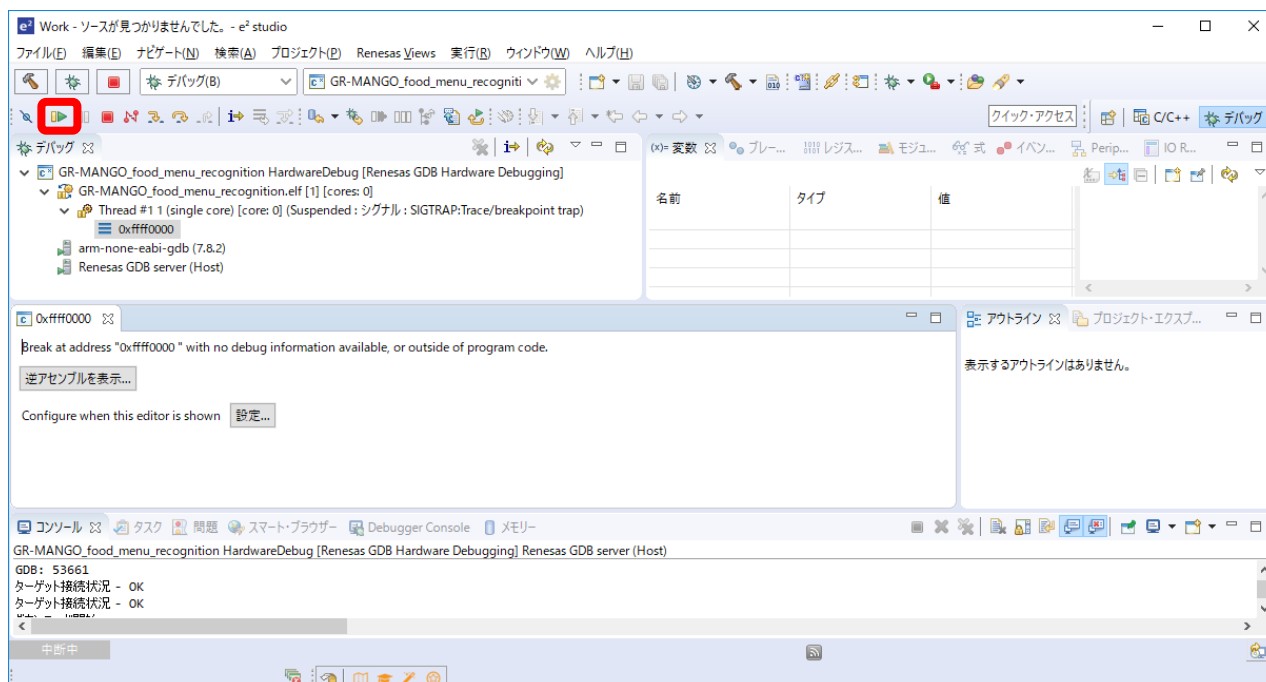 Work - ソースが見つかりませんでした。 - e² studio
ファイル(F) 編集(E) ナビゲート(N) 検索(A) プロジェクト(P) Renesas Views 実行(R) ウィンドウ(W) ヘルプ(H)
デバッグ(B) GR-MANGO_food_menu_recogniti
クイック・アクセス C/C++ デバッグ
デバッグ
GR-MANGO_food_menu_recognition HardwareDebug [Renesas GDB Hardware Debugging]
GR-MANGO_food_menu_recognition.elf [1] [cores: 0]
Thread #1 1 (single core) [core: 0] (Suspended : シグナル : SIGTRAP:Trace/breakpoint trap)
0xffff0000
arm-none-eabi-gdb (7.8.2)
Renesas GDB server (Host)
(x)= 変数 ブレー... レジス... モジュ... 式 イベン... Perip... IO R...
名前 タイプ 値
0xffff0000
Break at address "0xffff0000 " with no debug information available, or outside of program code.
逆アセンブルを表示...
Configure when this editor is shown 設定...
アウトライン プロジェクト・エクスプ...
表示するアウトラインはありません。
コンソール タスク 問題 スマート・ブラウザー Debugger Console メモリー
GR-MANGO_food_menu_recognition HardwareDebug [Renesas GDB Hardware Debugging] Renesas GDB server (Host)
GDB: 53661
ターゲット接続状況 - OK
ターゲット接続状況 - OK
中断中